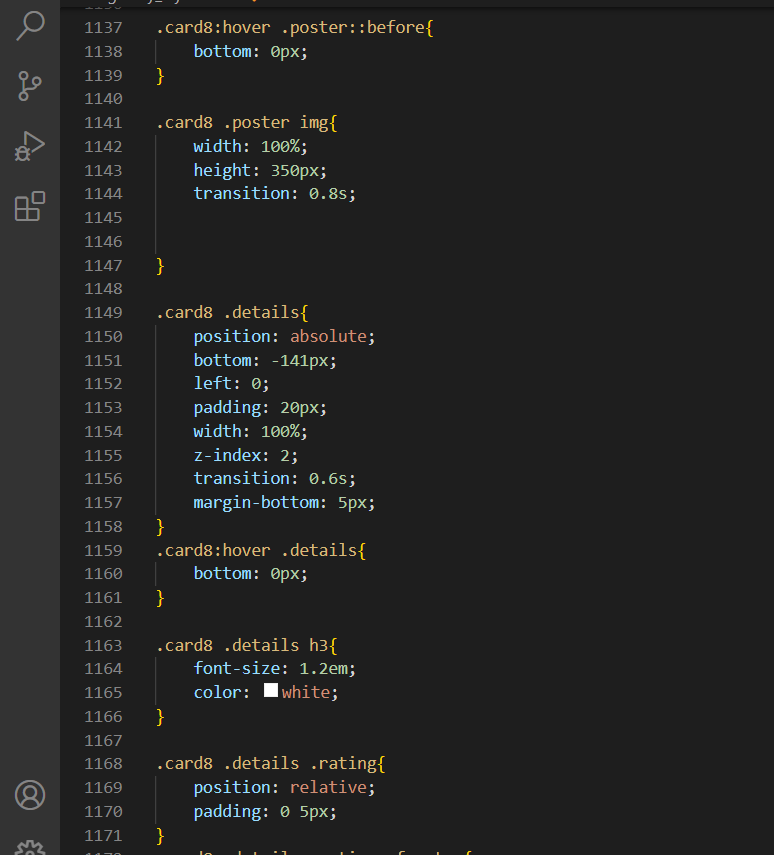 1137 .card8:hover .poster::before{
1138 bottom: 0px;
1139 }
1140
1141 .card8 .poster img{
1142 width: 100%;
1143 height: 350px;
1144 transition: 0.8s;
1145
1146
1147 }
1148
1149 .card8 .details{
1150 position: absolute;
1151 bottom: -141px;
1152 left: 0;
1153 padding: 20px;
1154 width: 100%;
1155 z-index: 2;
1156 transition: 0.6s;
1157 margin-bottom: 5px;
1158 }
1159 .card8:hover .details{
1160 bottom: 0px;
1161 }
1162
1163 .card8 .details h3{
1164 font-size: 1.2em;
1165 color: white;
1166 }
1167
1168 .card8 .details .rating{
1169 position: relative;
1170 padding: 0 5px;
1171 }